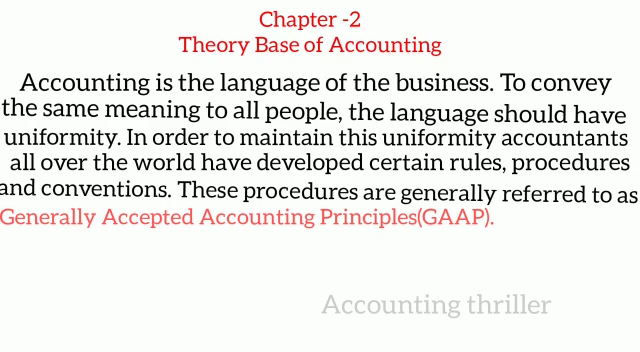 Chapter -2
Theory Base of Accounting
Accounting is the language of the business. To convey
the same meaning to all people, the language should have
uniformity. In order to maintain this uniformity accountants
all over the world have developed certain rules, procedures
and conventions. These procedures are generally referred to as
Generally Accepted Accounting Principles(GAAP).
Accounting thriller